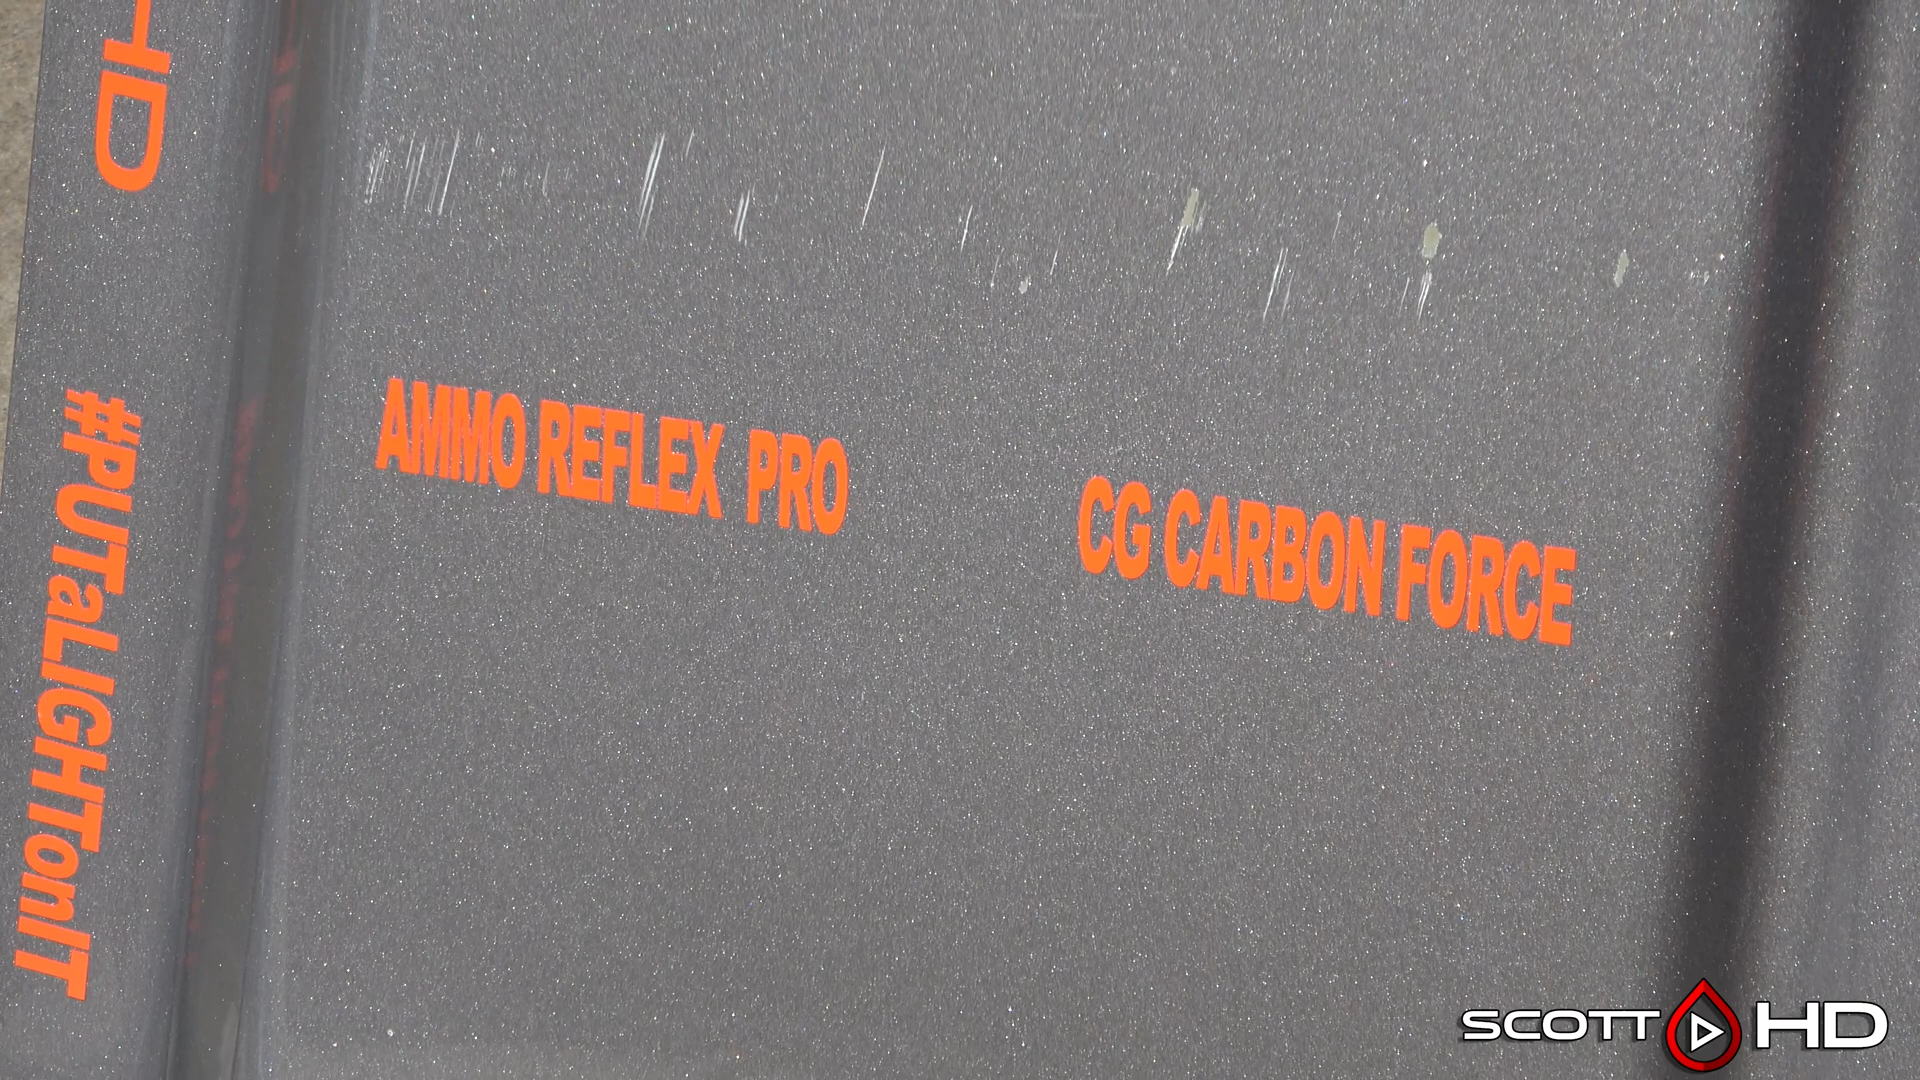 HD
#PUTaLIGHTonIT
AMMO REFLEX PRO
CG CARBON FORCE
SCOTT HD